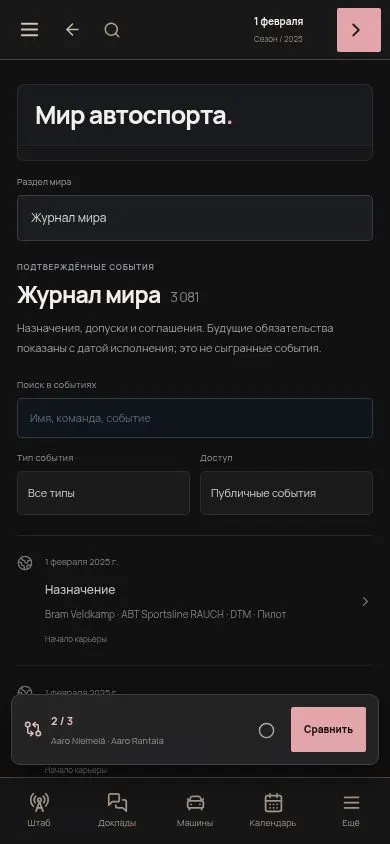 1 февраля
Сезон / 2025
Мир автоспорта.
Раздел мира
Журнал мира
ПОДТВЕРЖДЁННЫЕ СОБЫТИЯ
Журнал мира 3 081
Назначения, допуски и соглашения. Будущие обязательства
показаны с датой исполнения; это не сыгранные события.
Поиск в событиях
Имя, команда, событие
Тип события
Доступ
Все типы
Публичные события
1 февраля 2025 г.
Назначение
Bram Veldkamp · ABT Sportsline RAUCH · DTM · Пилот
Начало карьеры
1 февраля 2025 г.
2 / 3
Aaro Niemelä · Aaro Rantala
Сравнить
Начало карьеры
Штаб
Доклады
Машины
Календарь
Ещё